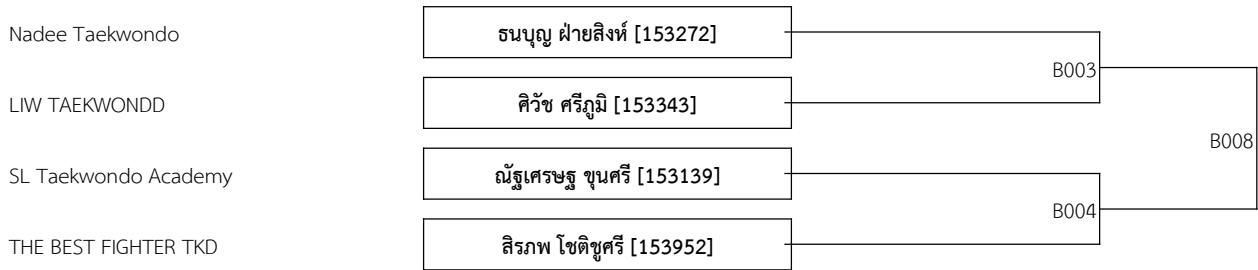 Nadee Taekwondo ธนบุญ ฝ่ายสิงห์ [153272]
B003
LIW TAEKWONDD ศิวัช ศรีภูมิ [153343]
B008
SL Taekwondo Academy ณัฐเศรษฐ ขุนศรี [153139]
B004
THE BEST FIGHTER TKD สิรภพ โชติชูศรี [153952]